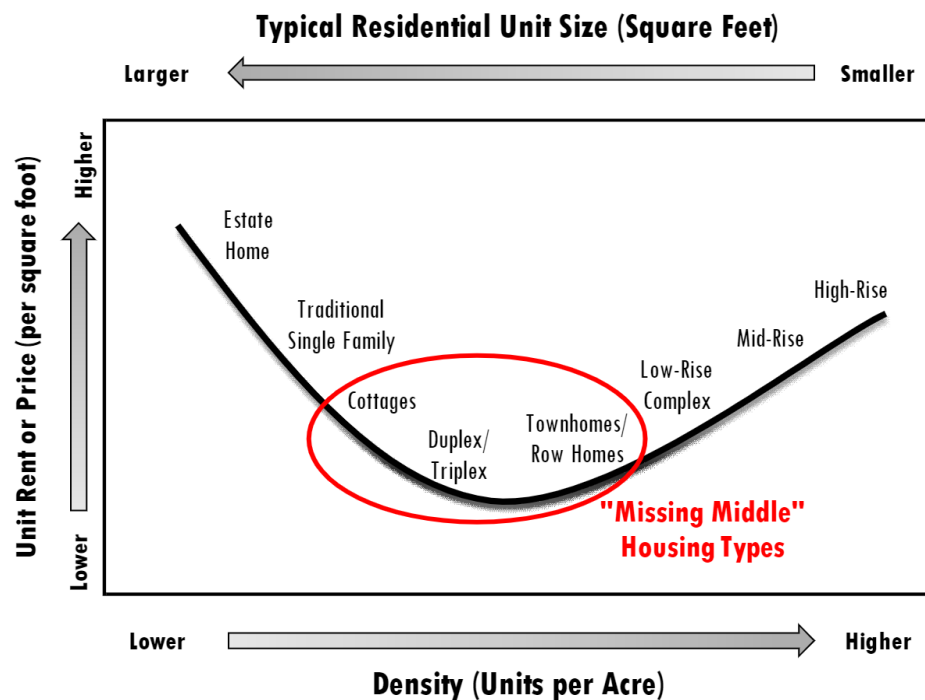 Typical Residential Unit Size (Square Feet)
Larger
Smaller
Unit Rent or Price (per square foot)
Higher
Lower
Estate
Home
Traditional
Single Family
Cottages
Duplex/
Triplex
Townhomes/
Row Homes
Low-Rise
Complex
Mid-Rise
High-Rise
"Missing Middle"
Housing Types
Lower
Higher
Density (Units per Acre)